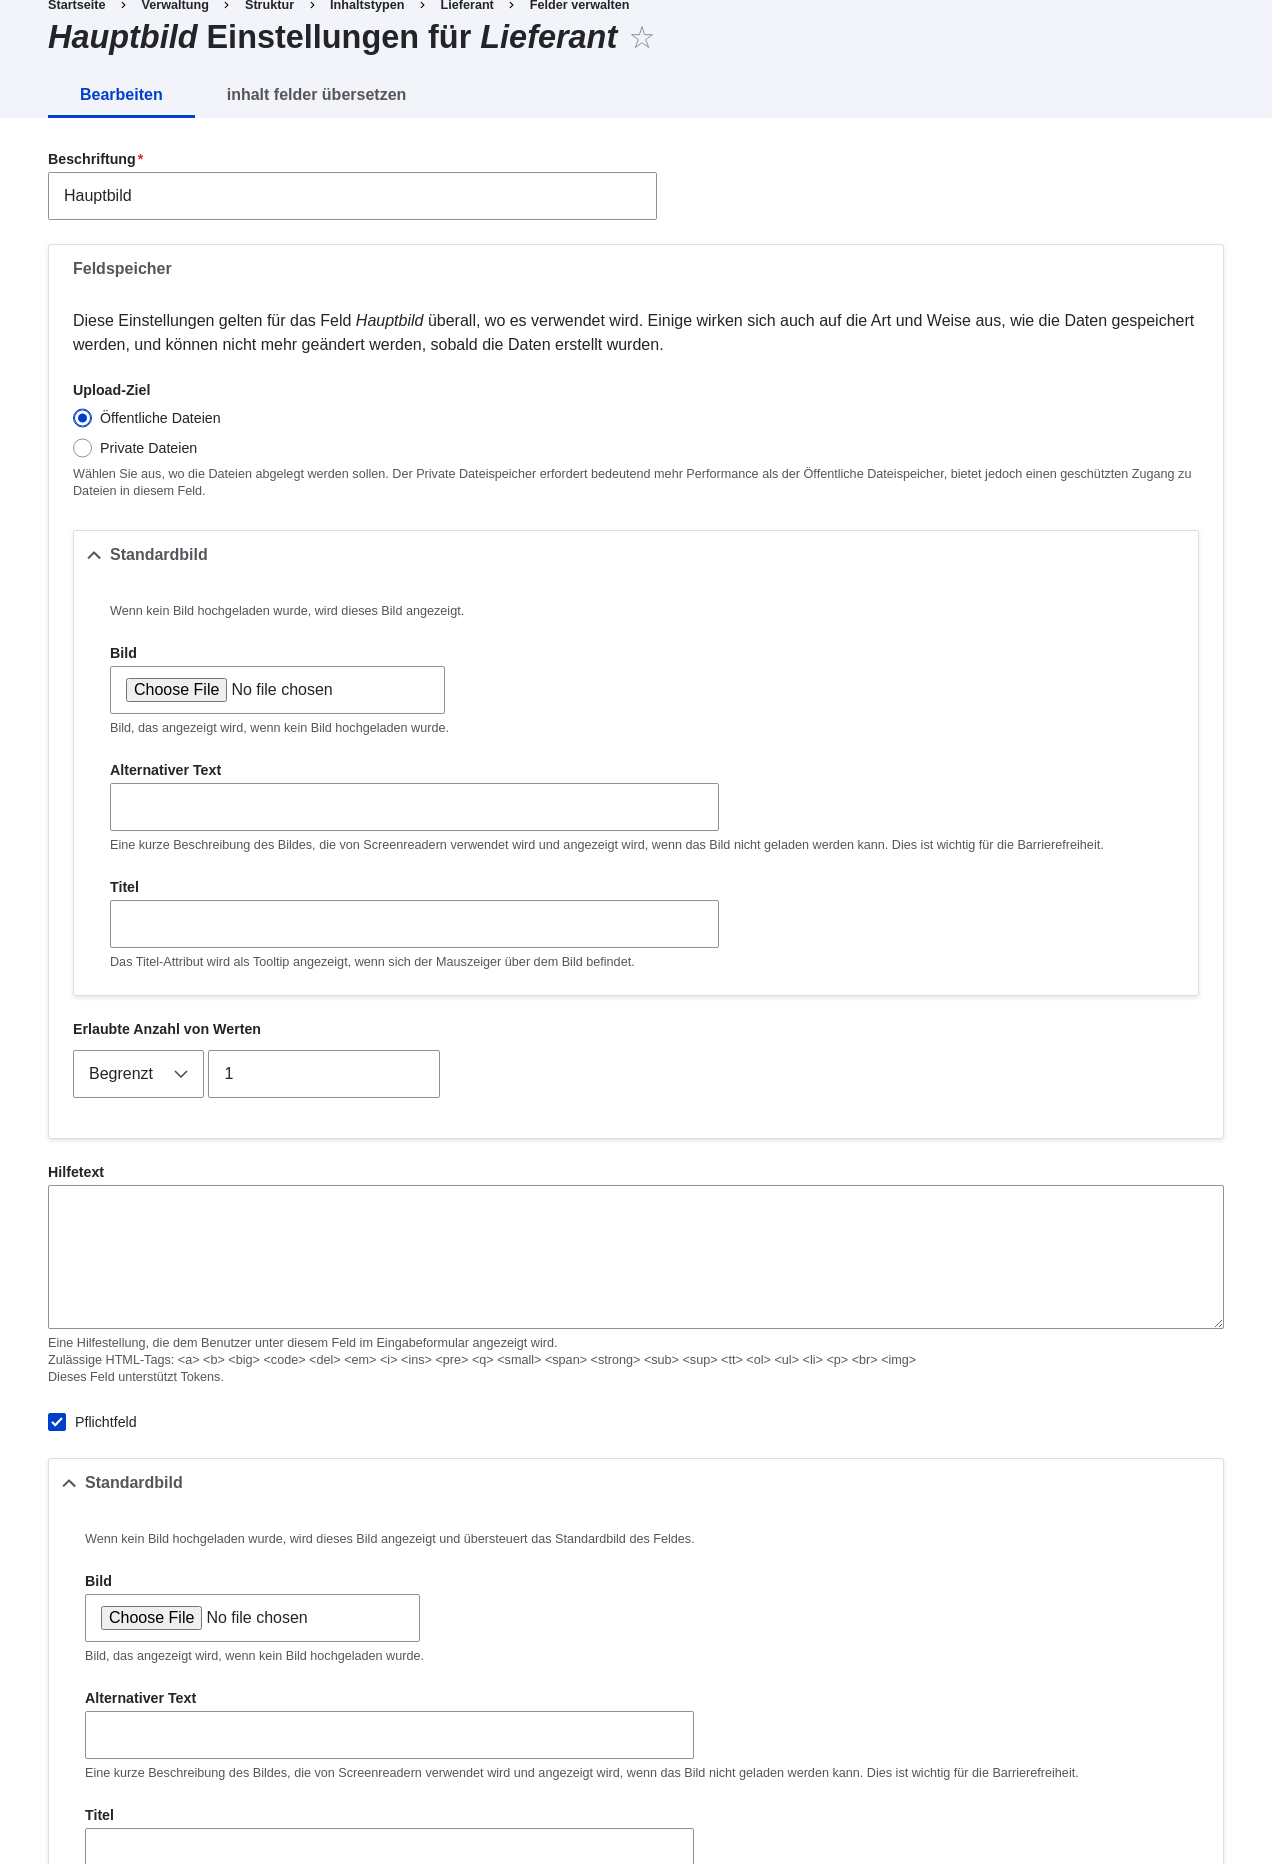 Startseite > Verwaltung > Struktur > Inhaltstypen > Lieferant > Felder verwalten
Hauptbild Einstellungen für Lieferant ☆
Bearbeiten inhalt felder übersetzen
Beschriftung*
Hauptbild
Feldspeicher
Diese Einstellungen gelten für das Feld Hauptbild überall, wo es verwendet wird. Einige wirken sich auch auf die Art und Weise aus, wie die Daten gespeichert
werden, und können nicht mehr geändert werden, sobald die Daten erstellt wurden.
Upload-Ziel
Öffentliche Dateien
Private Dateien
Wählen Sie aus, wo die Dateien abgelegt werden sollen. Der Private Dateispeicher erfordert bedeutend mehr Performance als der Öffentliche Dateispeicher, bietet jedoch einen geschützten Zugang zu
Dateien in diesem Feld.
Standardbild
Wenn kein Bild hochgeladen wurde, wird dieses Bild angezeigt.
Bild
Choose File No file chosen
Bild, das angezeigt wird, wenn kein Bild hochgeladen wurde.
Alternativer Text
Eine kurze Beschreibung des Bildes, die von Screenreadern verwendet wird und angezeigt wird, wenn das Bild nicht geladen werden kann. Dies ist wichtig für die Barrierefreiheit.
Titel
Das Titel-Attribut wird als Tooltip angezeigt, wenn sich der Mauszeiger über dem Bild befindet.
Erlaubte Anzahl von Werten
Begrenzt 1
Hilfetext
Eine Hilfestellung, die dem Benutzer unter diesem Feld im Eingabeformular angezeigt wird.
Zulässige HTML-Tags: <a> <b> <big> <code> <del> <em> <i> <ins> <pre> <q> <small> <span> <strong> <sub> <sup> <tt> <ol> <ul> <li> <p> <br> <img>
Dieses Feld unterstützt Tokens.
Pflichtfeld
Standardbild
Wenn kein Bild hochgeladen wurde, wird dieses Bild angezeigt und übersteuert das Standardbild des Feldes.
Bild
Choose File No file chosen
Bild, das angezeigt wird, wenn kein Bild hochgeladen wurde.
Alternativer Text
Eine kurze Beschreibung des Bildes, die von Screenreadern verwendet wird und angezeigt wird, wenn das Bild nicht geladen werden kann. Dies ist wichtig für die Barrierefreiheit.
Titel